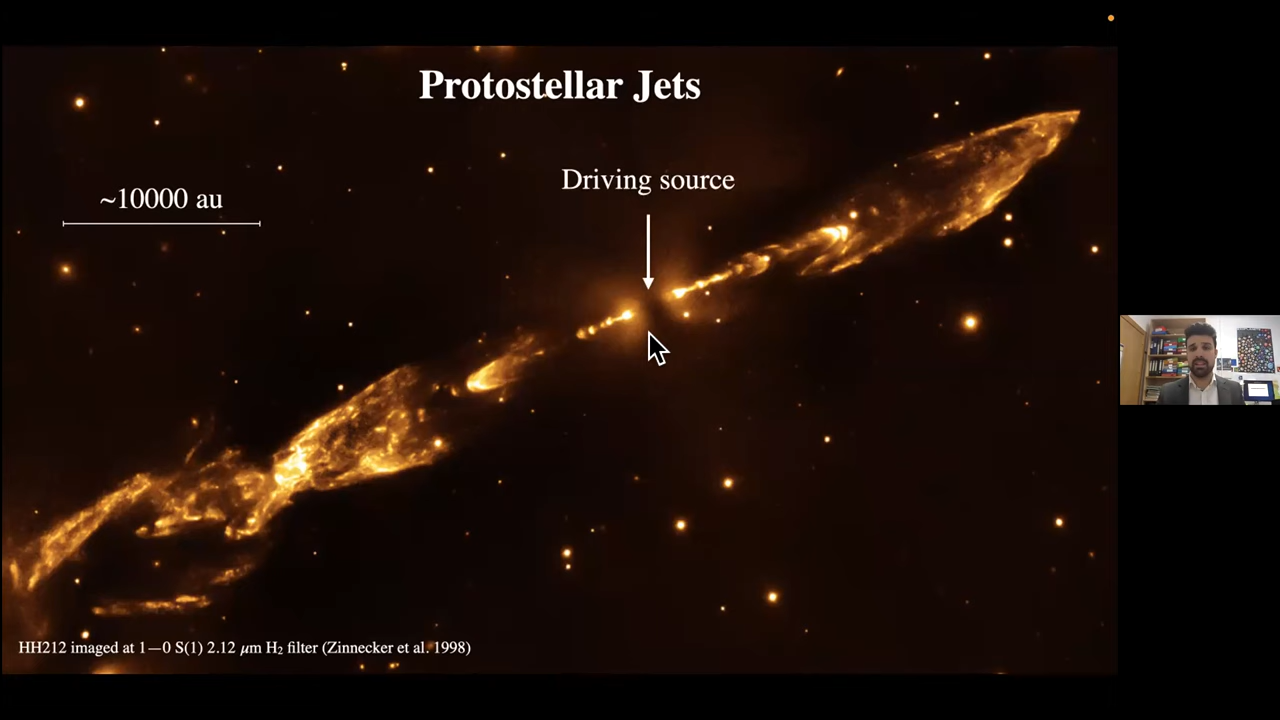 Protostellar Jets
Driving source
~10000 au
HH212 imaged at 1—0 S(1) 2.12 μm H₂ filter (Zinnecker et al. 1998)